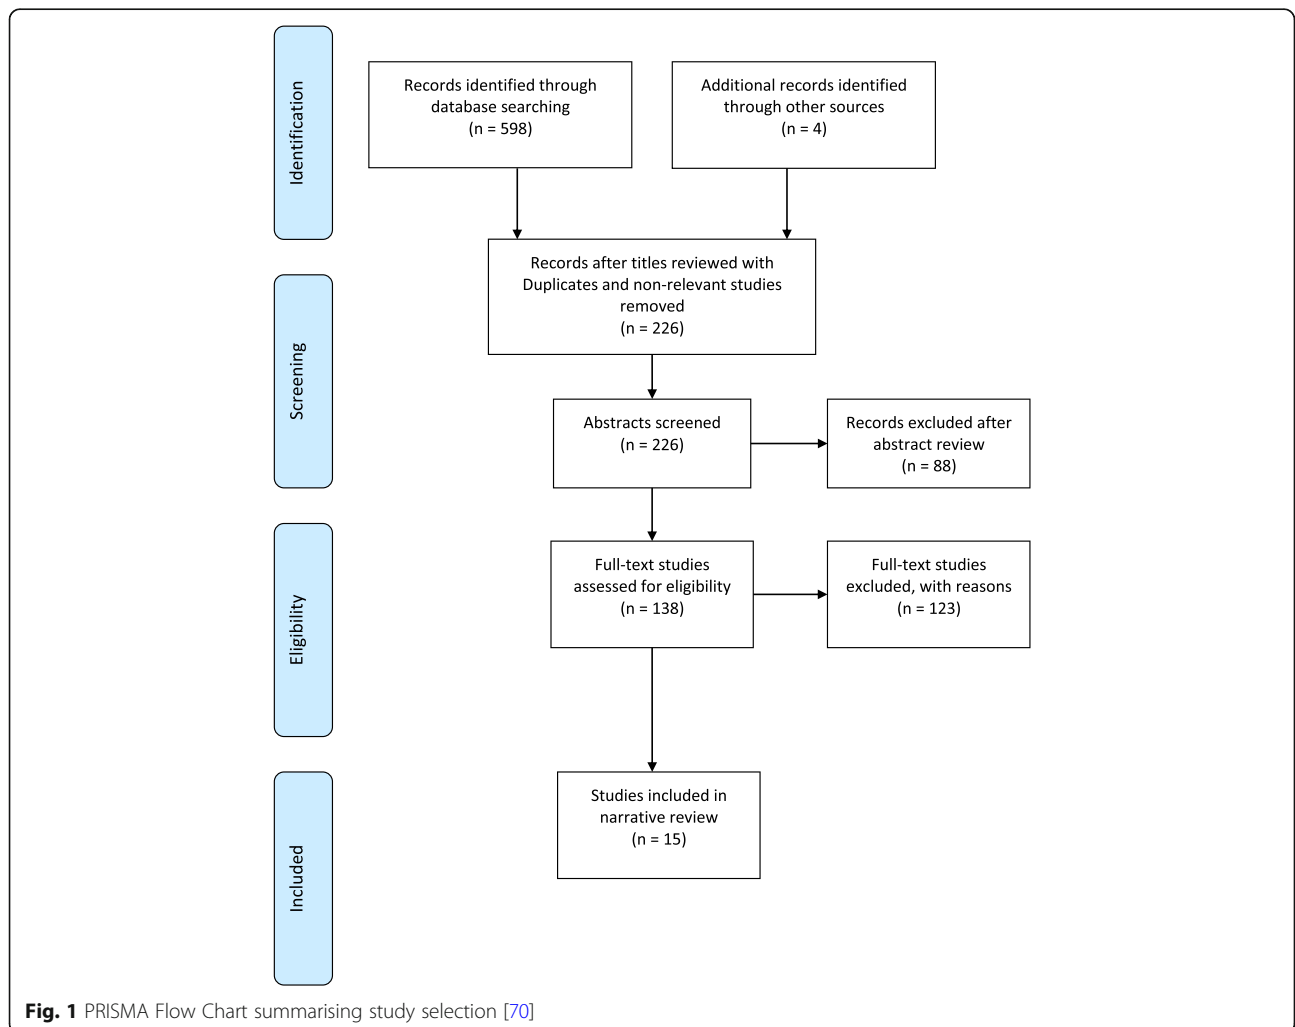 Identification
Records identified through
database searching
(n = 598)
Additional records identified
through other sources
(n = 4)
Records after titles reviewed with
Duplicates and non-relevant studies
removed
(n = 226)
Screening
Abstracts screened
(n = 226)
Records excluded after
abstract review
(n = 88)
Eligibility
Full-text studies
assessed for eligibility
(n = 138)
Full-text studies
excluded, with reasons
(n = 123)
Included
Studies included in
narrative review
(n = 15)
Fig. 1 PRISMA Flow Chart summarising study selection [70]